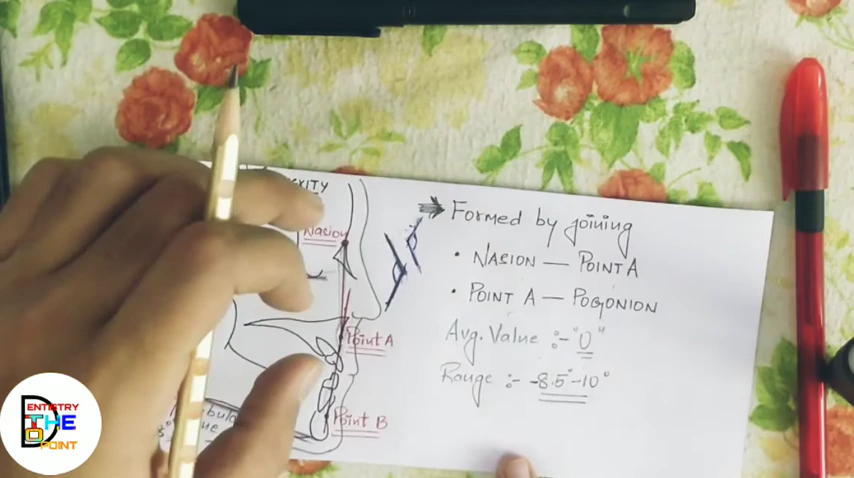 XITY
Nasion
Point A
Point B
Formed by joining
• NASION — POINT A
• POINT A — POGONION
Avg. Value :- "0"
Range :- -8.5°-10°
DENTISTRY
THE
POINT